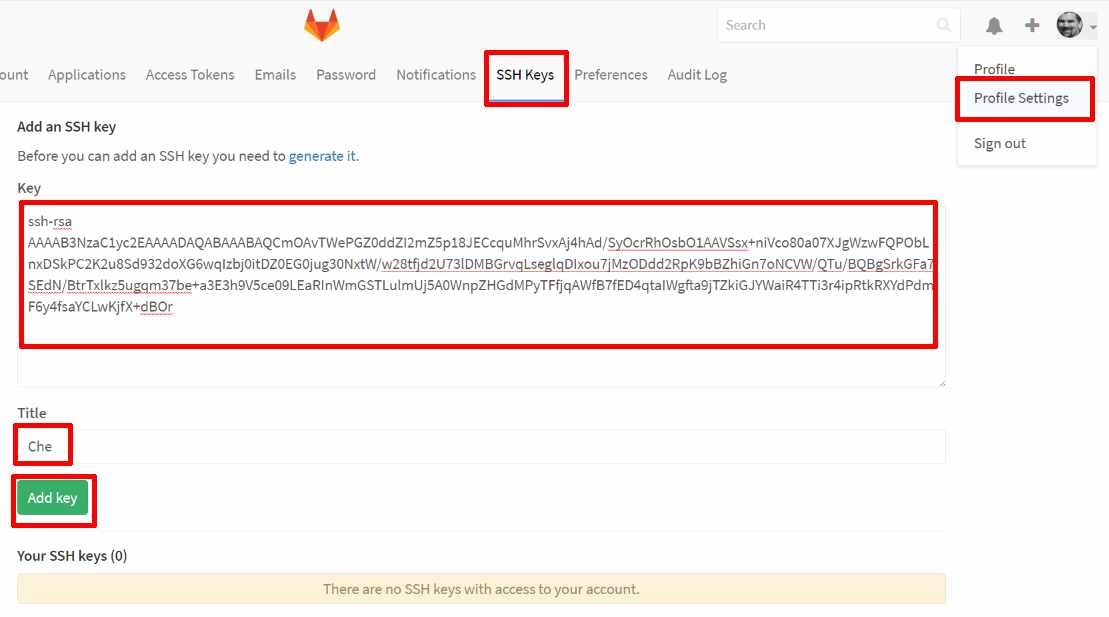 Search
ount Applications Access Tokens Emails Password Notifications SSH Keys Preferences Audit Log
Profile
Profile Settings
Sign out
Add an SSH key
Before you can add an SSH key you need to generate it.
Key
ssh-rsa
AAAAB3NzaC1yc2EAAAADAQABAAABAQCmOAvTWePGZ0ddZI2mZ5p18JECcquMhrSvxAj4hAd/SyOcrRhOsbO1AAVSsx+niVco80a07XJgWzwFQPObL
nxDSkPC2K2u8Sd932doXG6wqIzbj0itDZ0EG0jug30NxtW/w28tfjd2U73lDMBGrvqLseglqDIxou7jMzODdd2RpK9bBZhiGn7oNCVW/QTu/BQBgSrkGFa7
SEdN/BtrTxlkz5ugqm37be+a3E3h9V5ce09LEaRInWmGSTLulmUj5A0WnpZHGdMPyTFfjqAWfB7fED4qtaIWgfta9jTZkiGJYWaiR4TTi3r4ipRtkRXYdPdm
F6y4fsaYCLwKjfX+dBOr
Title
Che
Add key
Your SSH keys (0)
There are no SSH keys with access to your account.